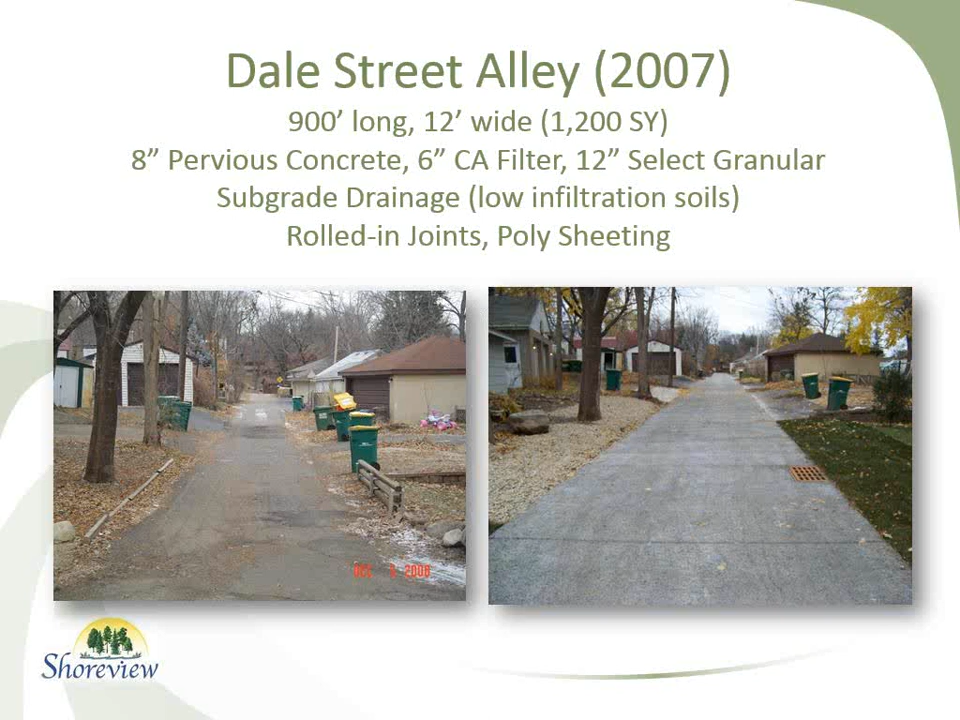 Dale Street Alley (2007)
900’ long, 12’ wide (1,200 SY)
8” Pervious Concrete, 6” CA Filter, 12” Select Granular
Subgrade Drainage (low infiltration soils)
Rolled-in Joints, Poly Sheeting
2006
Shoreview